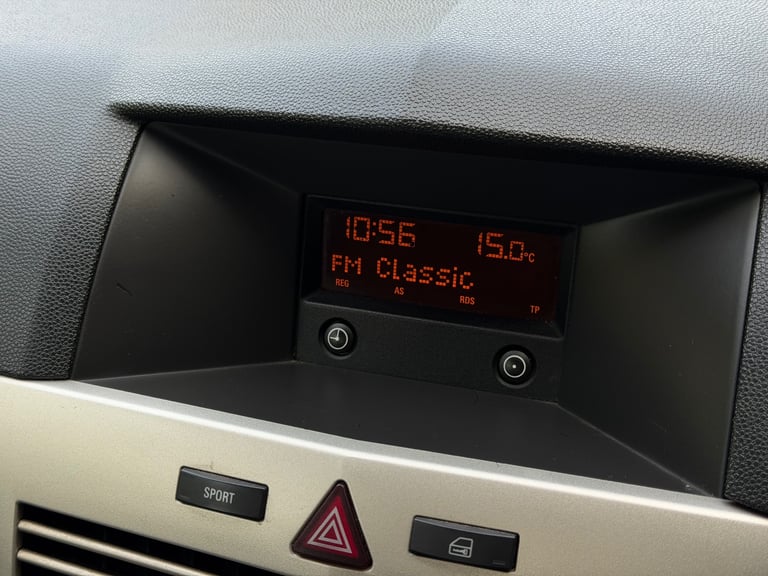 10:56 15.0°C
FM Classic
REG AS RDS TP
SPORT